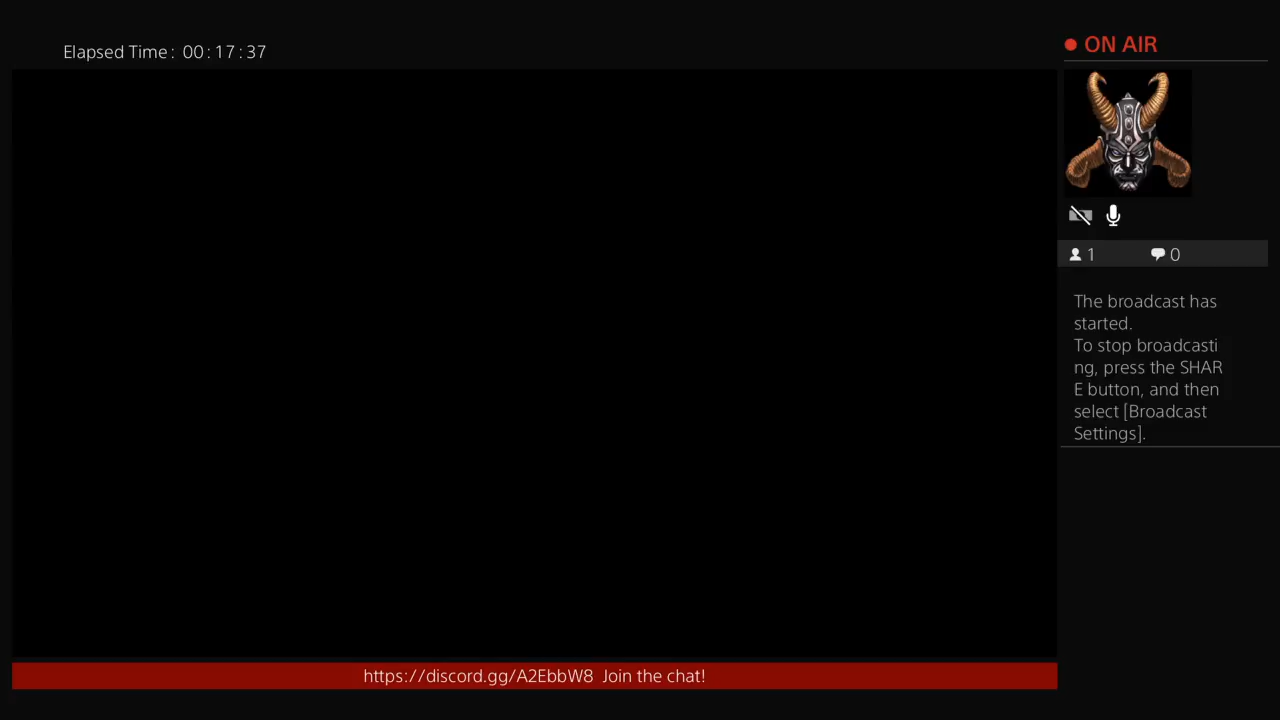 Elapsed Time: 00:17:37
ON AIR
1 0
The broadcast has
started.
To stop broadcasti
ng, press the SHAR
E button, and then
select [Broadcast
Settings].
https://discord.gg/A2EbbW8 Join the chat!